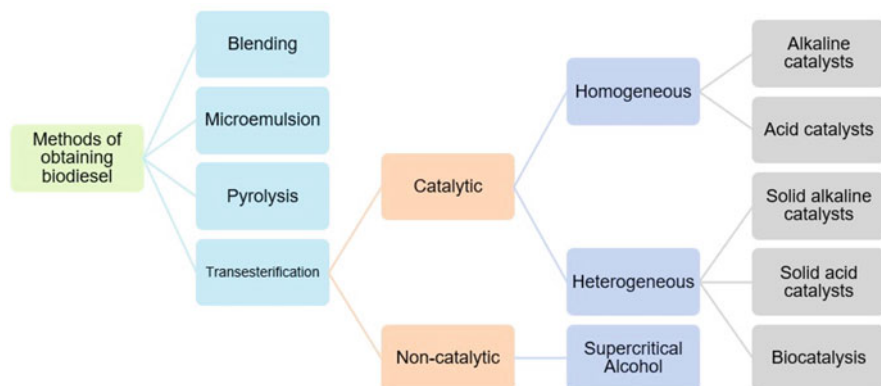 Methods of
obtaining
biodiesel
Blending
Microemulsion
Pyrolysis
Transesterification
Catalytic
Non-catalytic
Homogeneous
Heterogeneous
Supercritical
Alcohol
Alkaline
catalysts
Acid catalysts
Solid alkaline
catalysts
Solid acid
catalysts
Biocatalysis